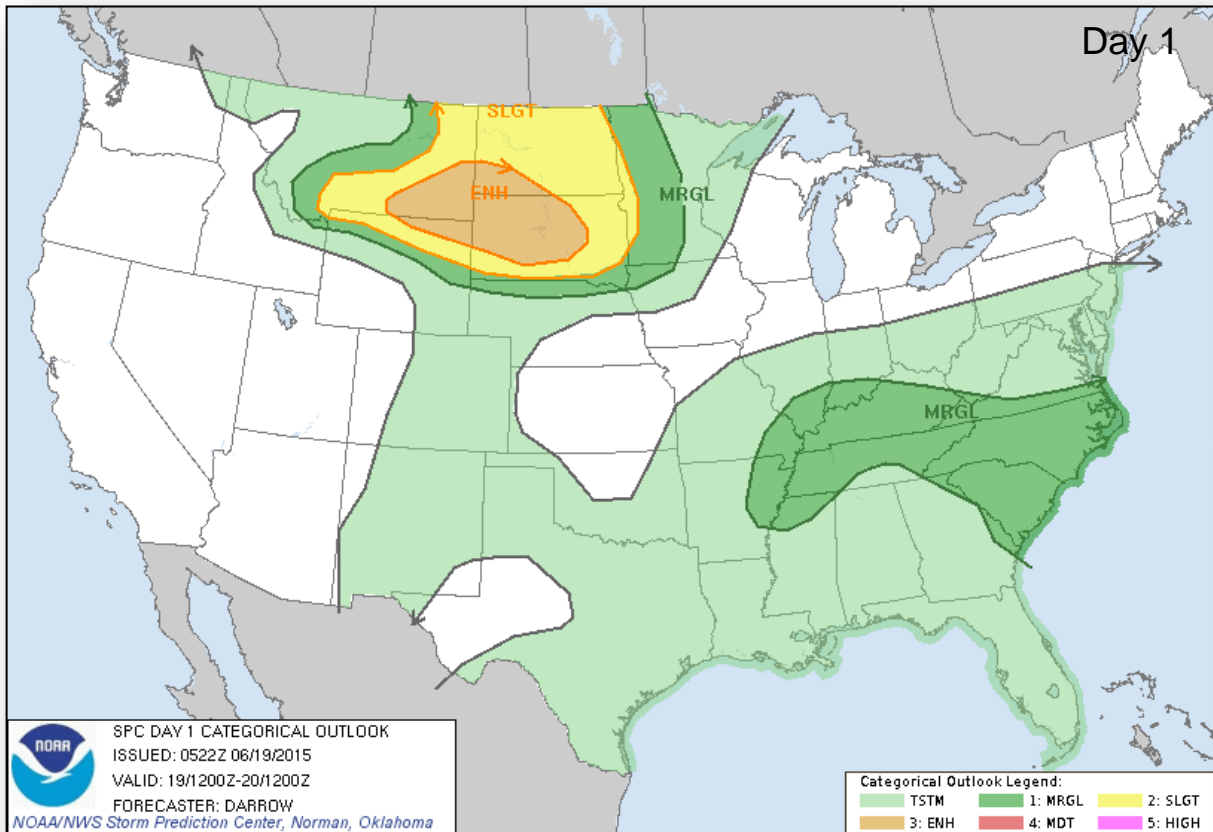 Day 1
SLGT
ENH
MRGL
MRGL
NOAA
SPC DAY 1 CATEGORICAL OUTLOOK
ISSUED: 0522Z 06/19/2015
VALID: 19/1200Z-20/1200Z
FORECASTER: DARROW
NOAA/NWS Storm Prediction Center, Norman, Oklahoma
Categorical Outlook Legend:
TSTM 1: MRGL 2: SLGT
3: ENH 4: MDT 5: HIGH